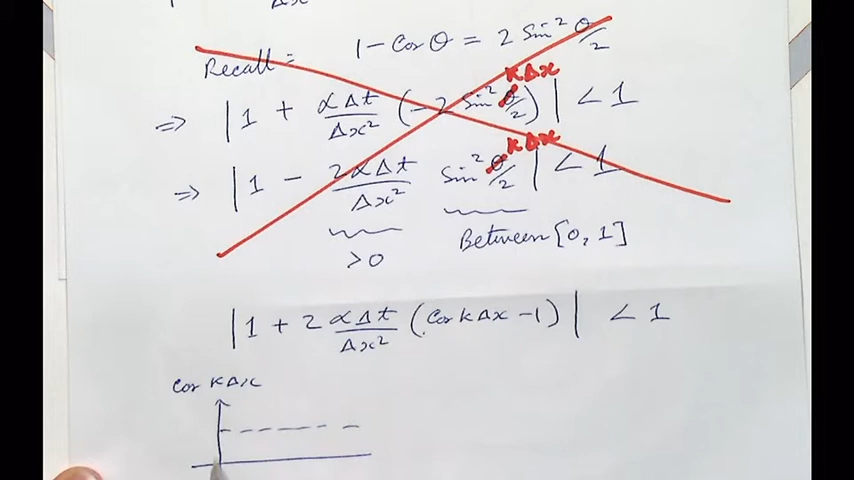 Δx
Recall = 1 - Cos θ = 2 Sin² θ/2
⇒ |1 + αΔt/Δx² (-2 Sin² θ/2)| < 1
KΔx
⇒ |1 - 2αΔt/Δx² Sin² θ/2| < 1
KΔx
> 0
Between [0, 1]
|1 + 2 αΔt/Δx² (Cos kΔx - 1)| < 1
Cos KΔx